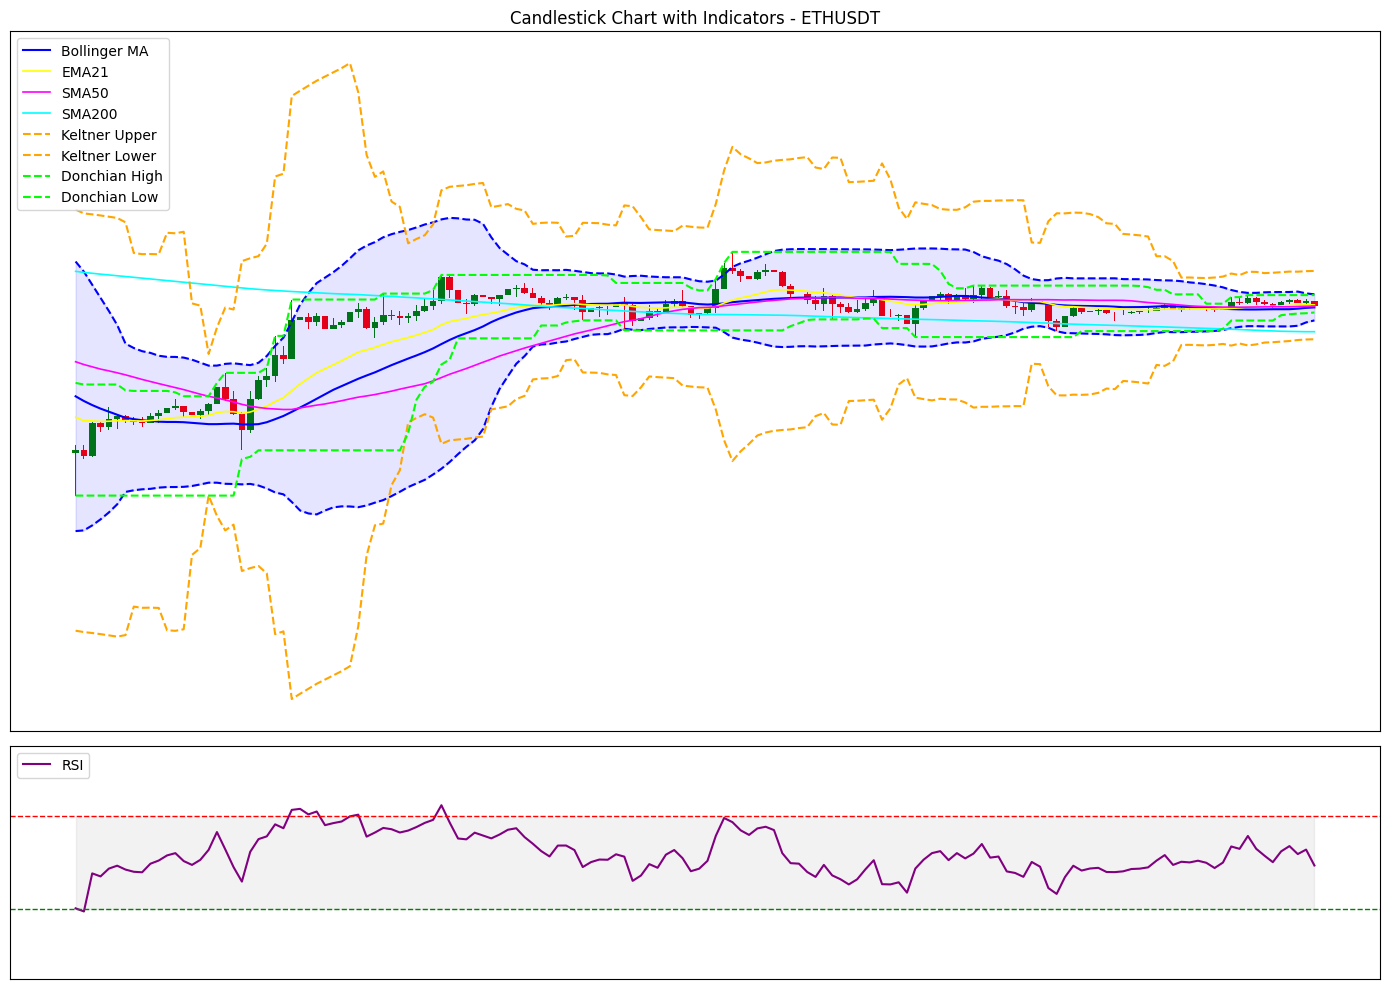 Candlestick Chart with Indicators - ETHUSDT
Bollinger MA
EMA21
SMA50
SMA200
Keltner Upper
Keltner Lower
Donchian High
Donchian Low
RSI